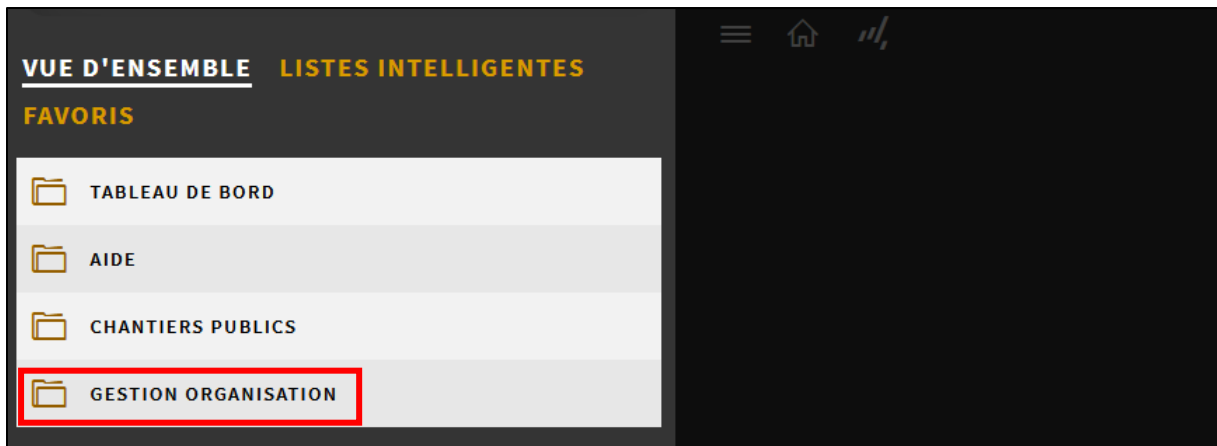 VUE D'ENSEMBLE LISTES INTELLIGENTES
FAVORIS
TABLEAU DE BORD
AIDE
CHANTIERS PUBLICS
GESTION ORGANISATION